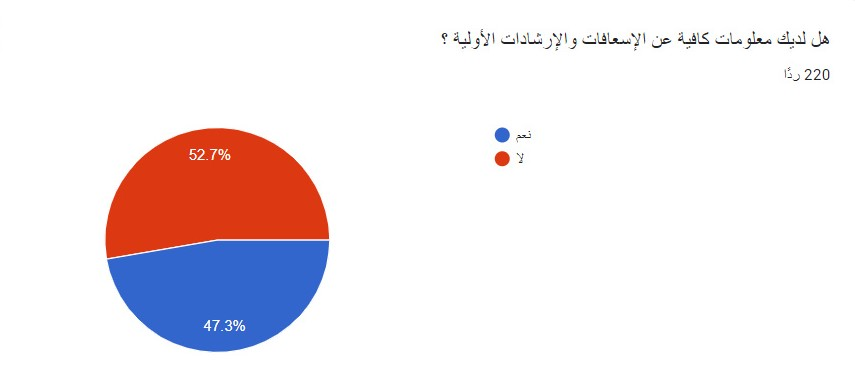 هل لديك معلومات كافية عن الإسعافات والإرشادات الأولية ؟
220 ردًا
نعم
لا
52.7%
47.3%